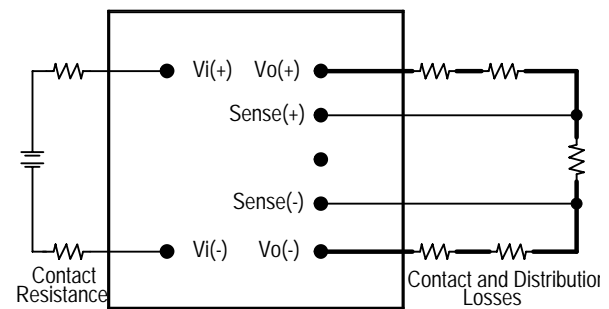 Vi(+) Vo(+)
Sense(+)
Sense(-)
Vi(-) Vo(-)
Contact
Resistance
Contact and Distribution
Losses